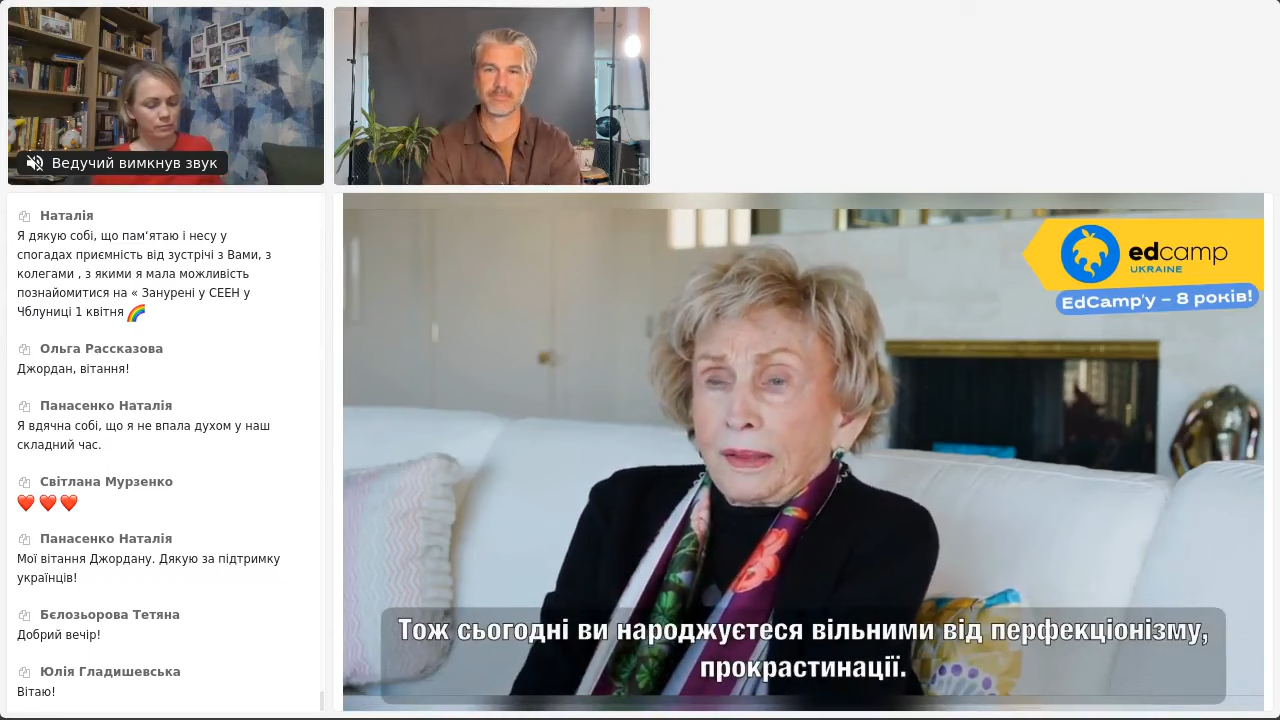 Ведучий вимкнув звук
Наталія
Я дякую собі, що пам‘ятаю і несу у
спогадах приємність від зустрічі з Вами, з
колегами , з якими я мала можливість
познайомитися на « Занурені у СЕЕН у
Чблуниці 1 квітня 🌈
Ольга Рассказова
Джордан, вітання!
Панасенко Наталія
Я вдячна собі, що я не впала духом у наш
складний час.
Світлана Мурзенко
❤️ ❤️ ❤️
Панасенко Наталія
Мої вітання Джордану. Дякую за підтримку
українців!
Бєлозьорова Тетяна
Добрий вечір!
Юлія Гладишевська
Вітаю!
edcamp
UKRAINE
EdCamp'у – 8 років!
Тож сьогодні ви народжуєтеся вільними від перфекціонізму,
прокрастинації.